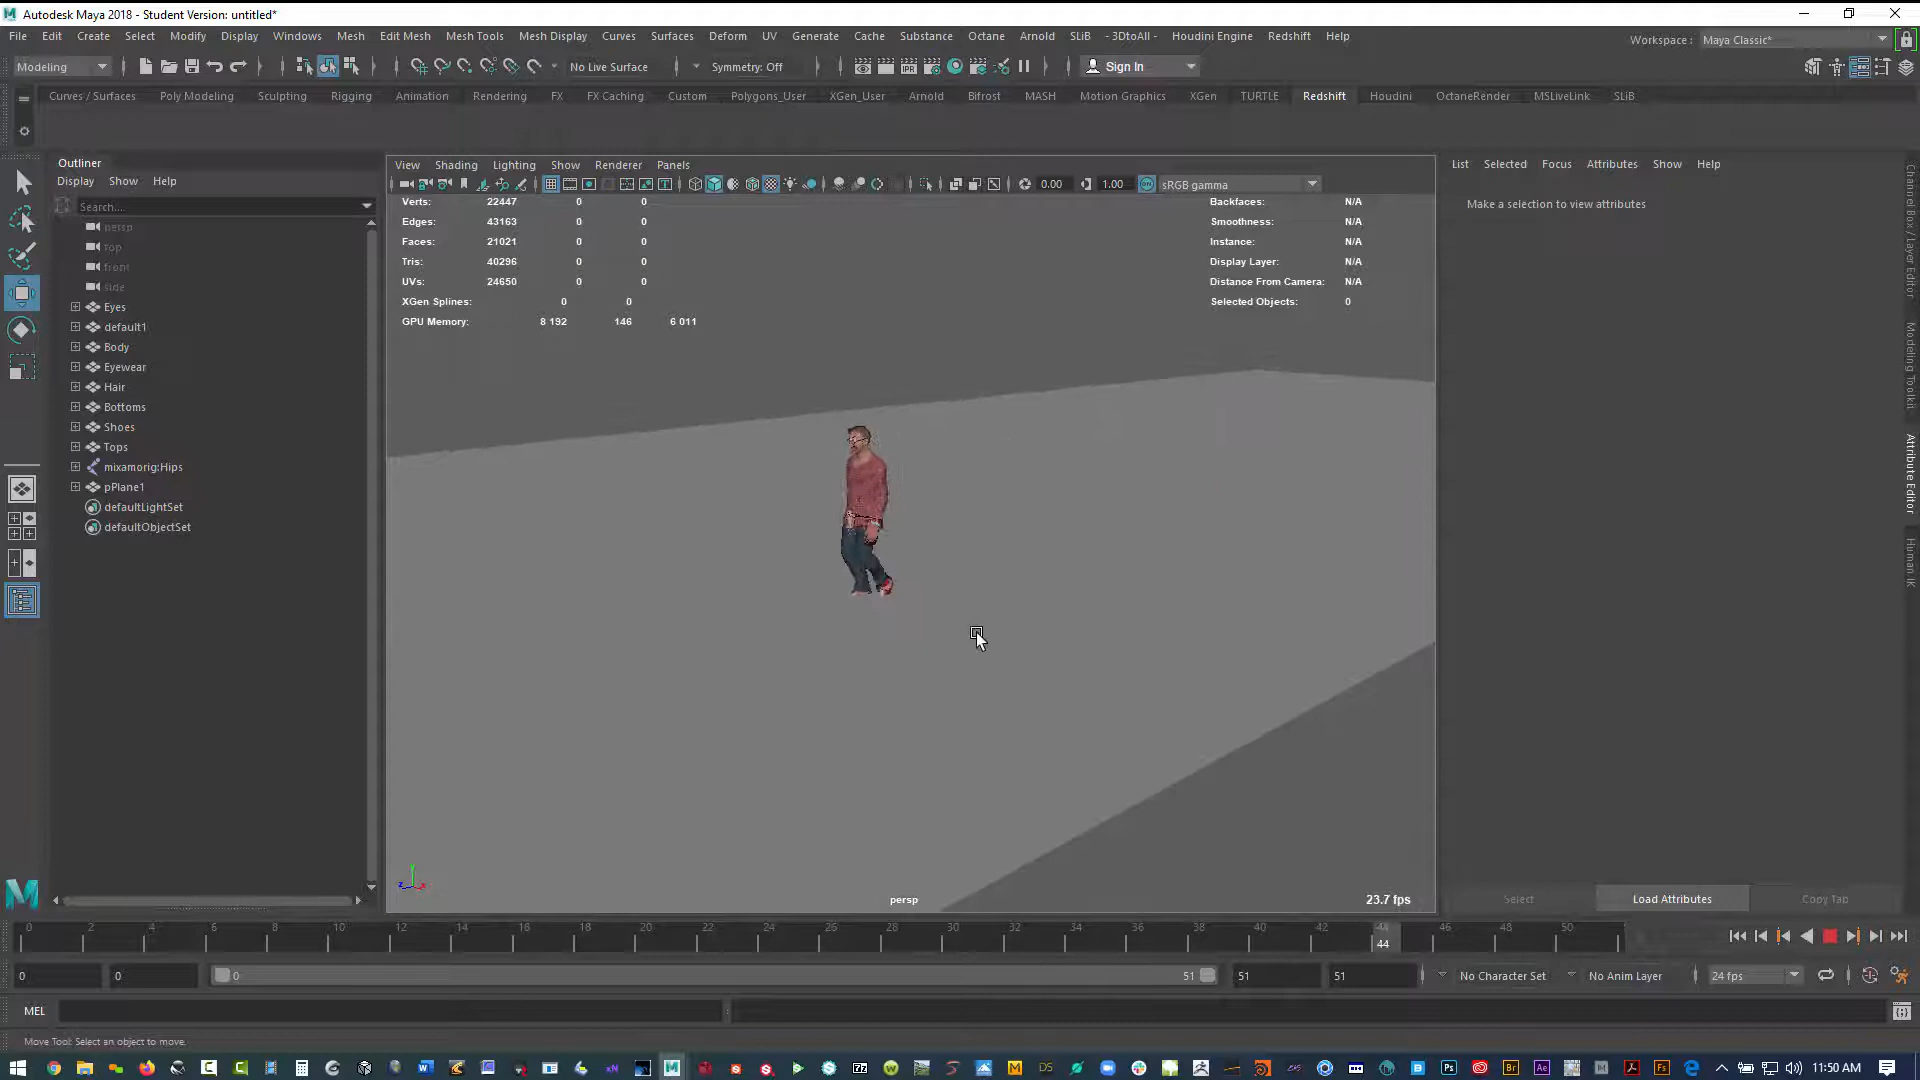 Autodesk Maya 2018 - Student Version: untitled*
File Edit Create Select Modify Display Windows Mesh Edit Mesh Mesh Tools Mesh Display Curves Surfaces Deform UV Generate Cache Substance Octane Arnold SLiB - 3DtoAll - Houdini Engine Redshift Help Workspace : Maya Classic*
Modeling No Live Surface Symmetry: Off Sign In
Curves / Surfaces Poly Modeling Sculpting Rigging Animation Rendering FX FX Caching Custom Polygons_User XGen_User Arnold Bifrost MASH Motion Graphics XGen TURTLE Redshift Houdini OctaneRender MSLiveLink SLiB
Outliner
Display Show Help
Search....
persp
top
front
side
Eyes
default1
Body
Eyewear
Hair
Bottoms
Shoes
Tops
mixamorig:Hips
pPlane1
defaultLightSet
defaultObjectSet
View Shading Lighting Show Renderer Panels
0.00 1.00 sRGB gamma
Verts: 22447 0 0
Edges: 43163 0 0
Faces: 21021 0 0
Tris: 40296 0 0
UVs: 24650 0 0
XGen Splines: 0 0
GPU Memory: 8 192 146 6 011
Backfaces: N/A
Smoothness: N/A
Instance: N/A
Display Layer: N/A
Distance From Camera: N/A
Selected Objects: 0
persp
23.7 fps
List Selected Focus Attributes Show Help
Make a selection to view attributes
Channel Box / Layer Editor
Modeling Toolkit
Attribute Editor
Human IK
Select Load Attributes Copy Tab
0 2 4 6 8 10 12 14 16 18 20 22 24 26 28 30 32 34 36 38 40 42 44 46 48 50
44
0 0 0 51 51 51 No Character Set No Anim Layer 24 fps
MEL
Move Tool: Select an object to move.
11:50 AM